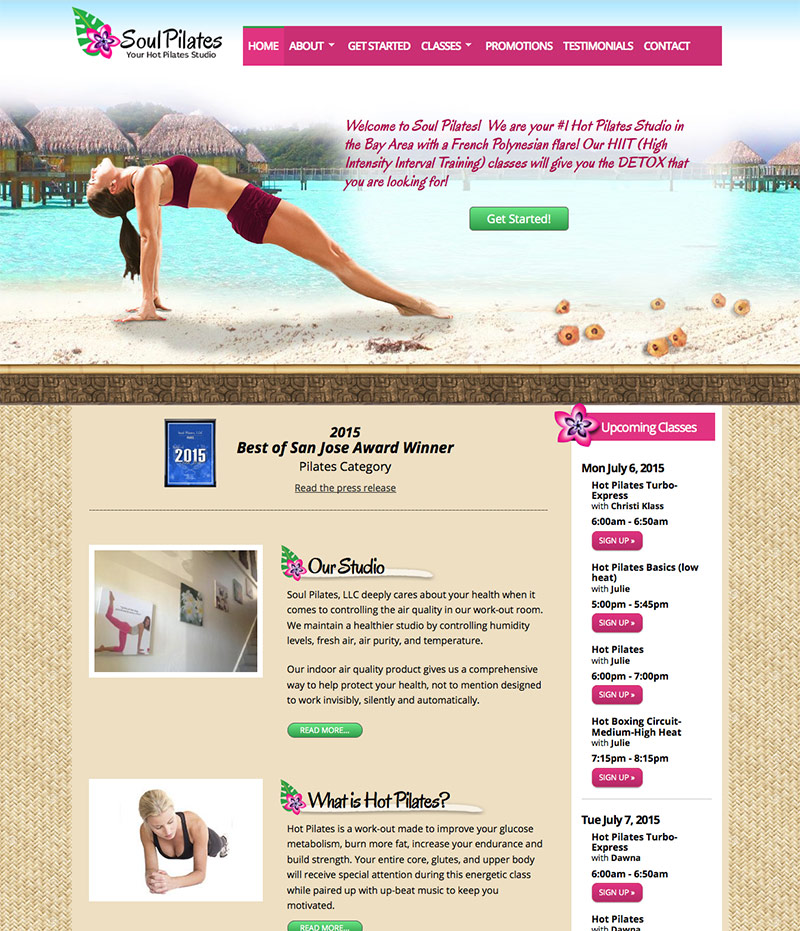 Soul Pilates
Your Hot Pilates Studio
HOME ABOUT GET STARTED CLASSES PROMOTIONS TESTIMONIALS CONTACT
Welcome to Soul Pilates! We are your #1 Hot Pilates Studio in
the Bay Area with a French Polynesian flare! Our HIIT (High
Intensity Interval Training) classes will give you the DETOX that
you are looking for!
Get Started!
Soul Pilates, LLC
2015
2015
Best of San Jose Award Winner
Pilates Category
Read the press release
Our Studio
Soul Pilates, LLC deeply cares about your health when it
comes to controlling the air quality in our work-out room.
We maintain a healthier studio by controlling humidity
levels, fresh air, air purity, and temperature.
Our indoor air quality product gives us a comprehensive
way to help protect your health, not to mention designed
to work invisibly, silently and automatically.
READ MORE...
What is Hot Pilates?
Hot Pilates is a work-out made to improve your glucose
metabolism, burn more fat, increase your endurance and
build strength. Your entire core, glutes, and upper body
will receive special attention during this energetic class
while paired up with up-beat music to keep you
motivated.
READ MORE...
Upcoming Classes
Mon July 6, 2015
Hot Pilates Turbo-
Express
with Christi Klass
6:00am - 6:50am
SIGN UP »
Hot Pilates Basics (low
heat)
with Julie
5:00pm - 5:45pm
SIGN UP »
Hot Pilates
with Julie
6:00pm - 7:00pm
SIGN UP »
Hot Boxing Circuit-
Medium-High Heat
with Julie
7:15pm - 8:15pm
SIGN UP »
Tue July 7, 2015
Hot Pilates Turbo-
Express
with Dawna
6:00am - 6:50am
SIGN UP »
Hot Pilates
with Dawna